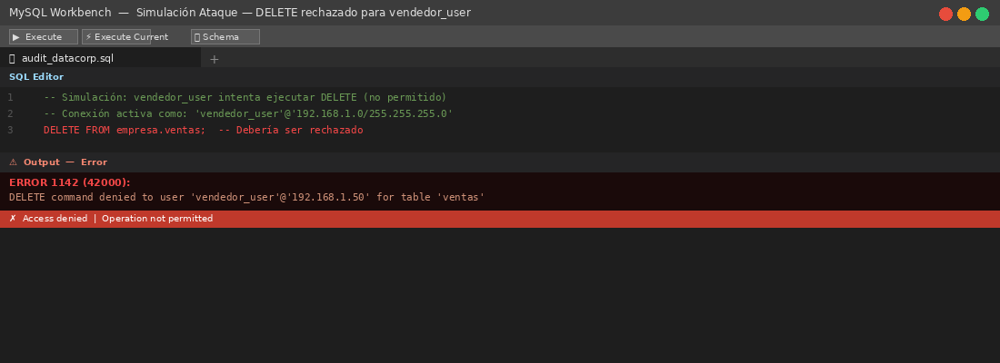 MySQL Workbench — Simulación Ataque — DELETE rechazado para vendedor_user
▶ Execute ⚡ Execute Current Schema
audit_datacorp.sql +
SQL Editor
1 -- Simulación: vendedor_user intenta ejecutar DELETE (no permitido)
2 -- Conexión activa como: 'vendedor_user'@'192.168.1.0/255.255.255.0'
3 DELETE FROM empresa.ventas; -- Debería ser rechazado
⚠ Output — Error
ERROR 1142 (42000):
DELETE command denied to user 'vendedor_user'@'192.168.1.50' for table 'ventas'
✗ Access denied | Operation not permitted